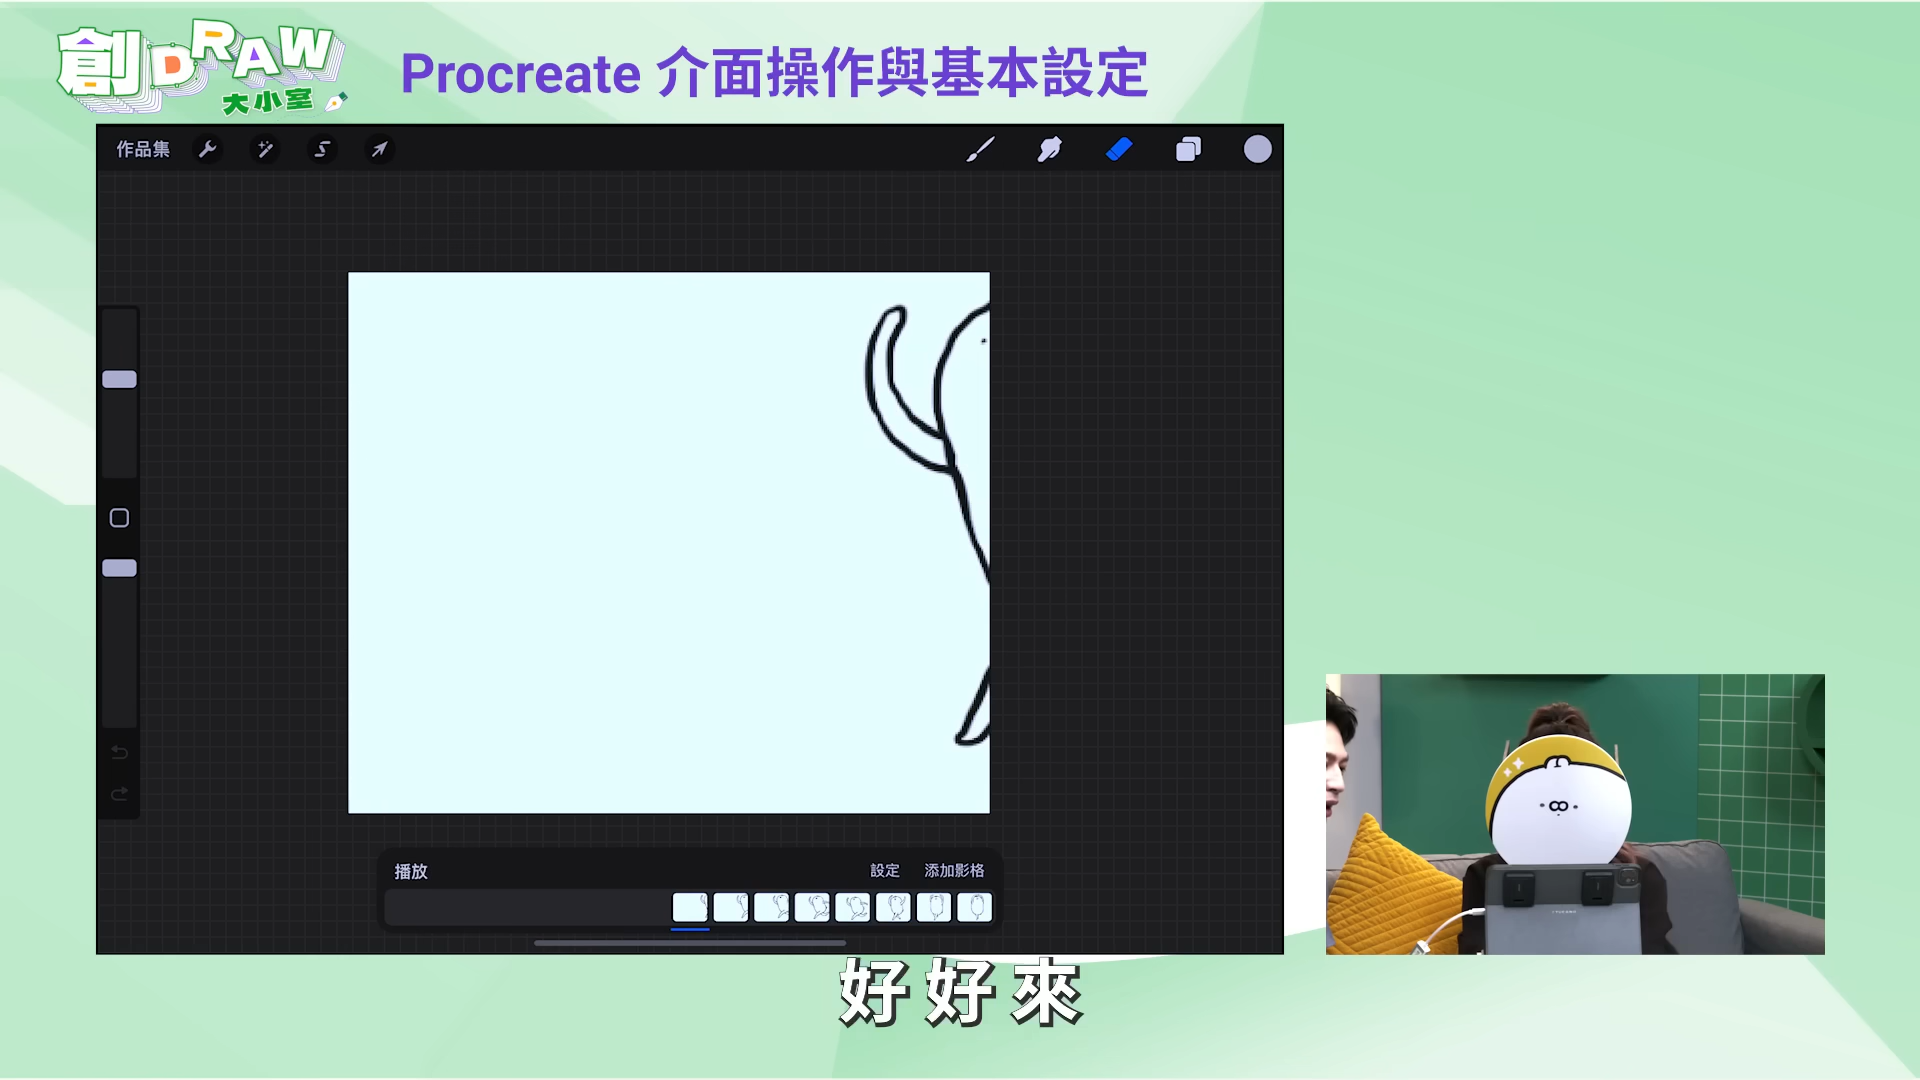 創DRAW
大小室
Procreate 介面操作與基本設定
作品集
播放
設定
添加影格
好好來